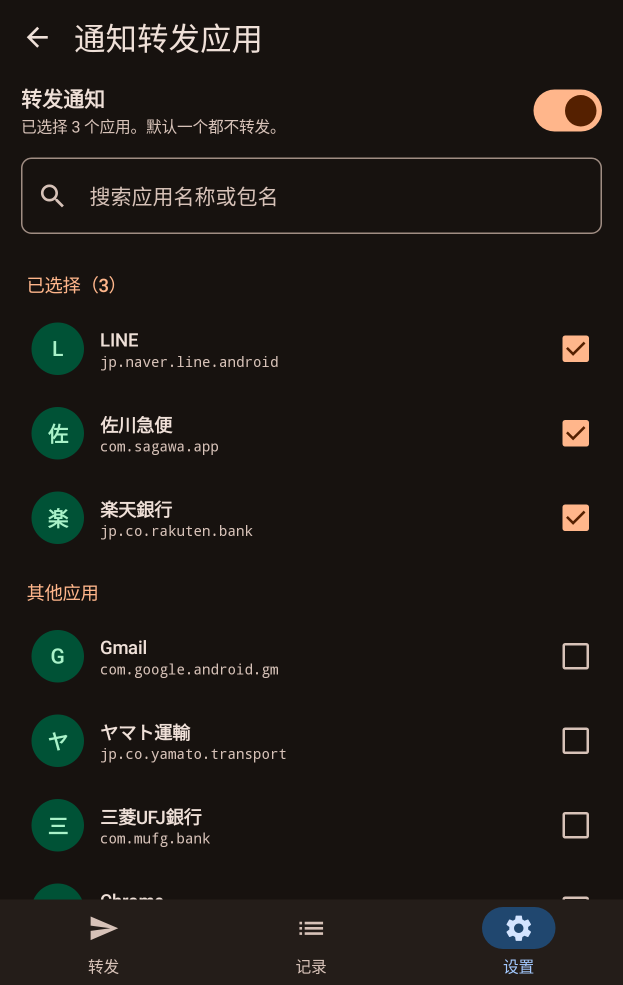 通知转发应用
转发通知
已选择 3 个应用。默认一个都不转发。
搜索应用名称或包名
已选择（3）
L
LINE
jp.naver.line.android
佐
佐川急便
com.sagawa.app
楽
楽天銀行
jp.co.rakuten.bank
其他应用
G
Gmail
com.google.android.gm
ヤ
ヤマト運輸
jp.co.yamato.transport
三
三菱UFJ銀行
com.mufg.bank
Chrome
转发
记录
设置